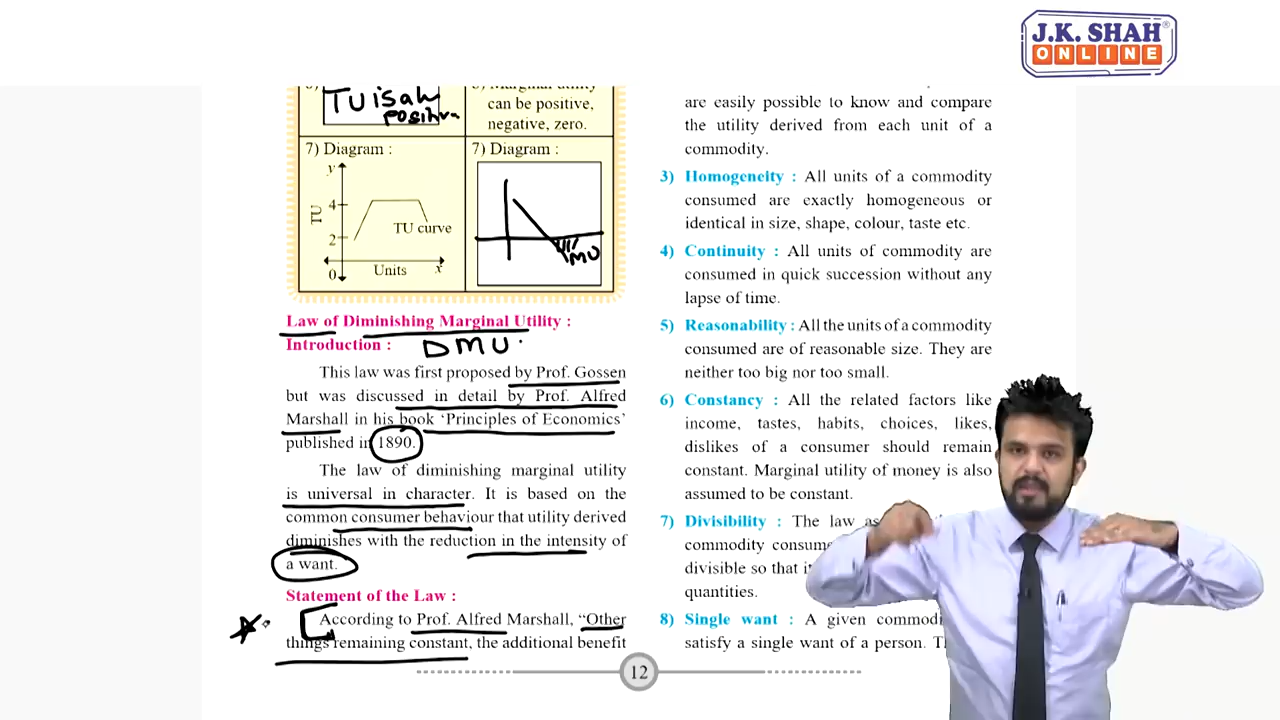 J.K. SHAH®
ONLINE
TU is
can be positive,
negative, zero.
7) Diagram :
y
TU
4
2
0
TU curve
Units
x
7) Diagram :
MU
Law of Diminishing Marginal Utility :
Introduction :
DMU
This law was first proposed by Prof. Gossen
but was discussed in detail by Prof. Alfred
Marshall in his book ‘Principles of Economics’
published in 1890.
The law of diminishing marginal utility
is universal in character. It is based on the
common consumer behaviour that utility derived
diminishes with the reduction in the intensity of
a want.
Statement of the Law :
According to Prof. Alfred Marshall, “Other
things remaining constant, the additional benefit
are easily possible to know and compare
the utility derived from each unit of a
commodity.
3) Homogeneity : All units of a commodity
consumed are exactly homogeneous or
identical in size, shape, colour, taste etc.
4) Continuity : All units of commodity are
consumed in quick succession without any
lapse of time.
5) Reasonability : All the units of a commodity
consumed are of reasonable size. They are
neither too big nor too small.
6) Constancy : All the related factors like
income, tastes, habits, choices, likes,
dislikes of a consumer should remain
constant. Marginal utility of money is also
assumed to be constant.
7) Divisibility : The law
commodity
divisible so that
quantities.
8) Single want : A given
satisfy a single want of a person.
12